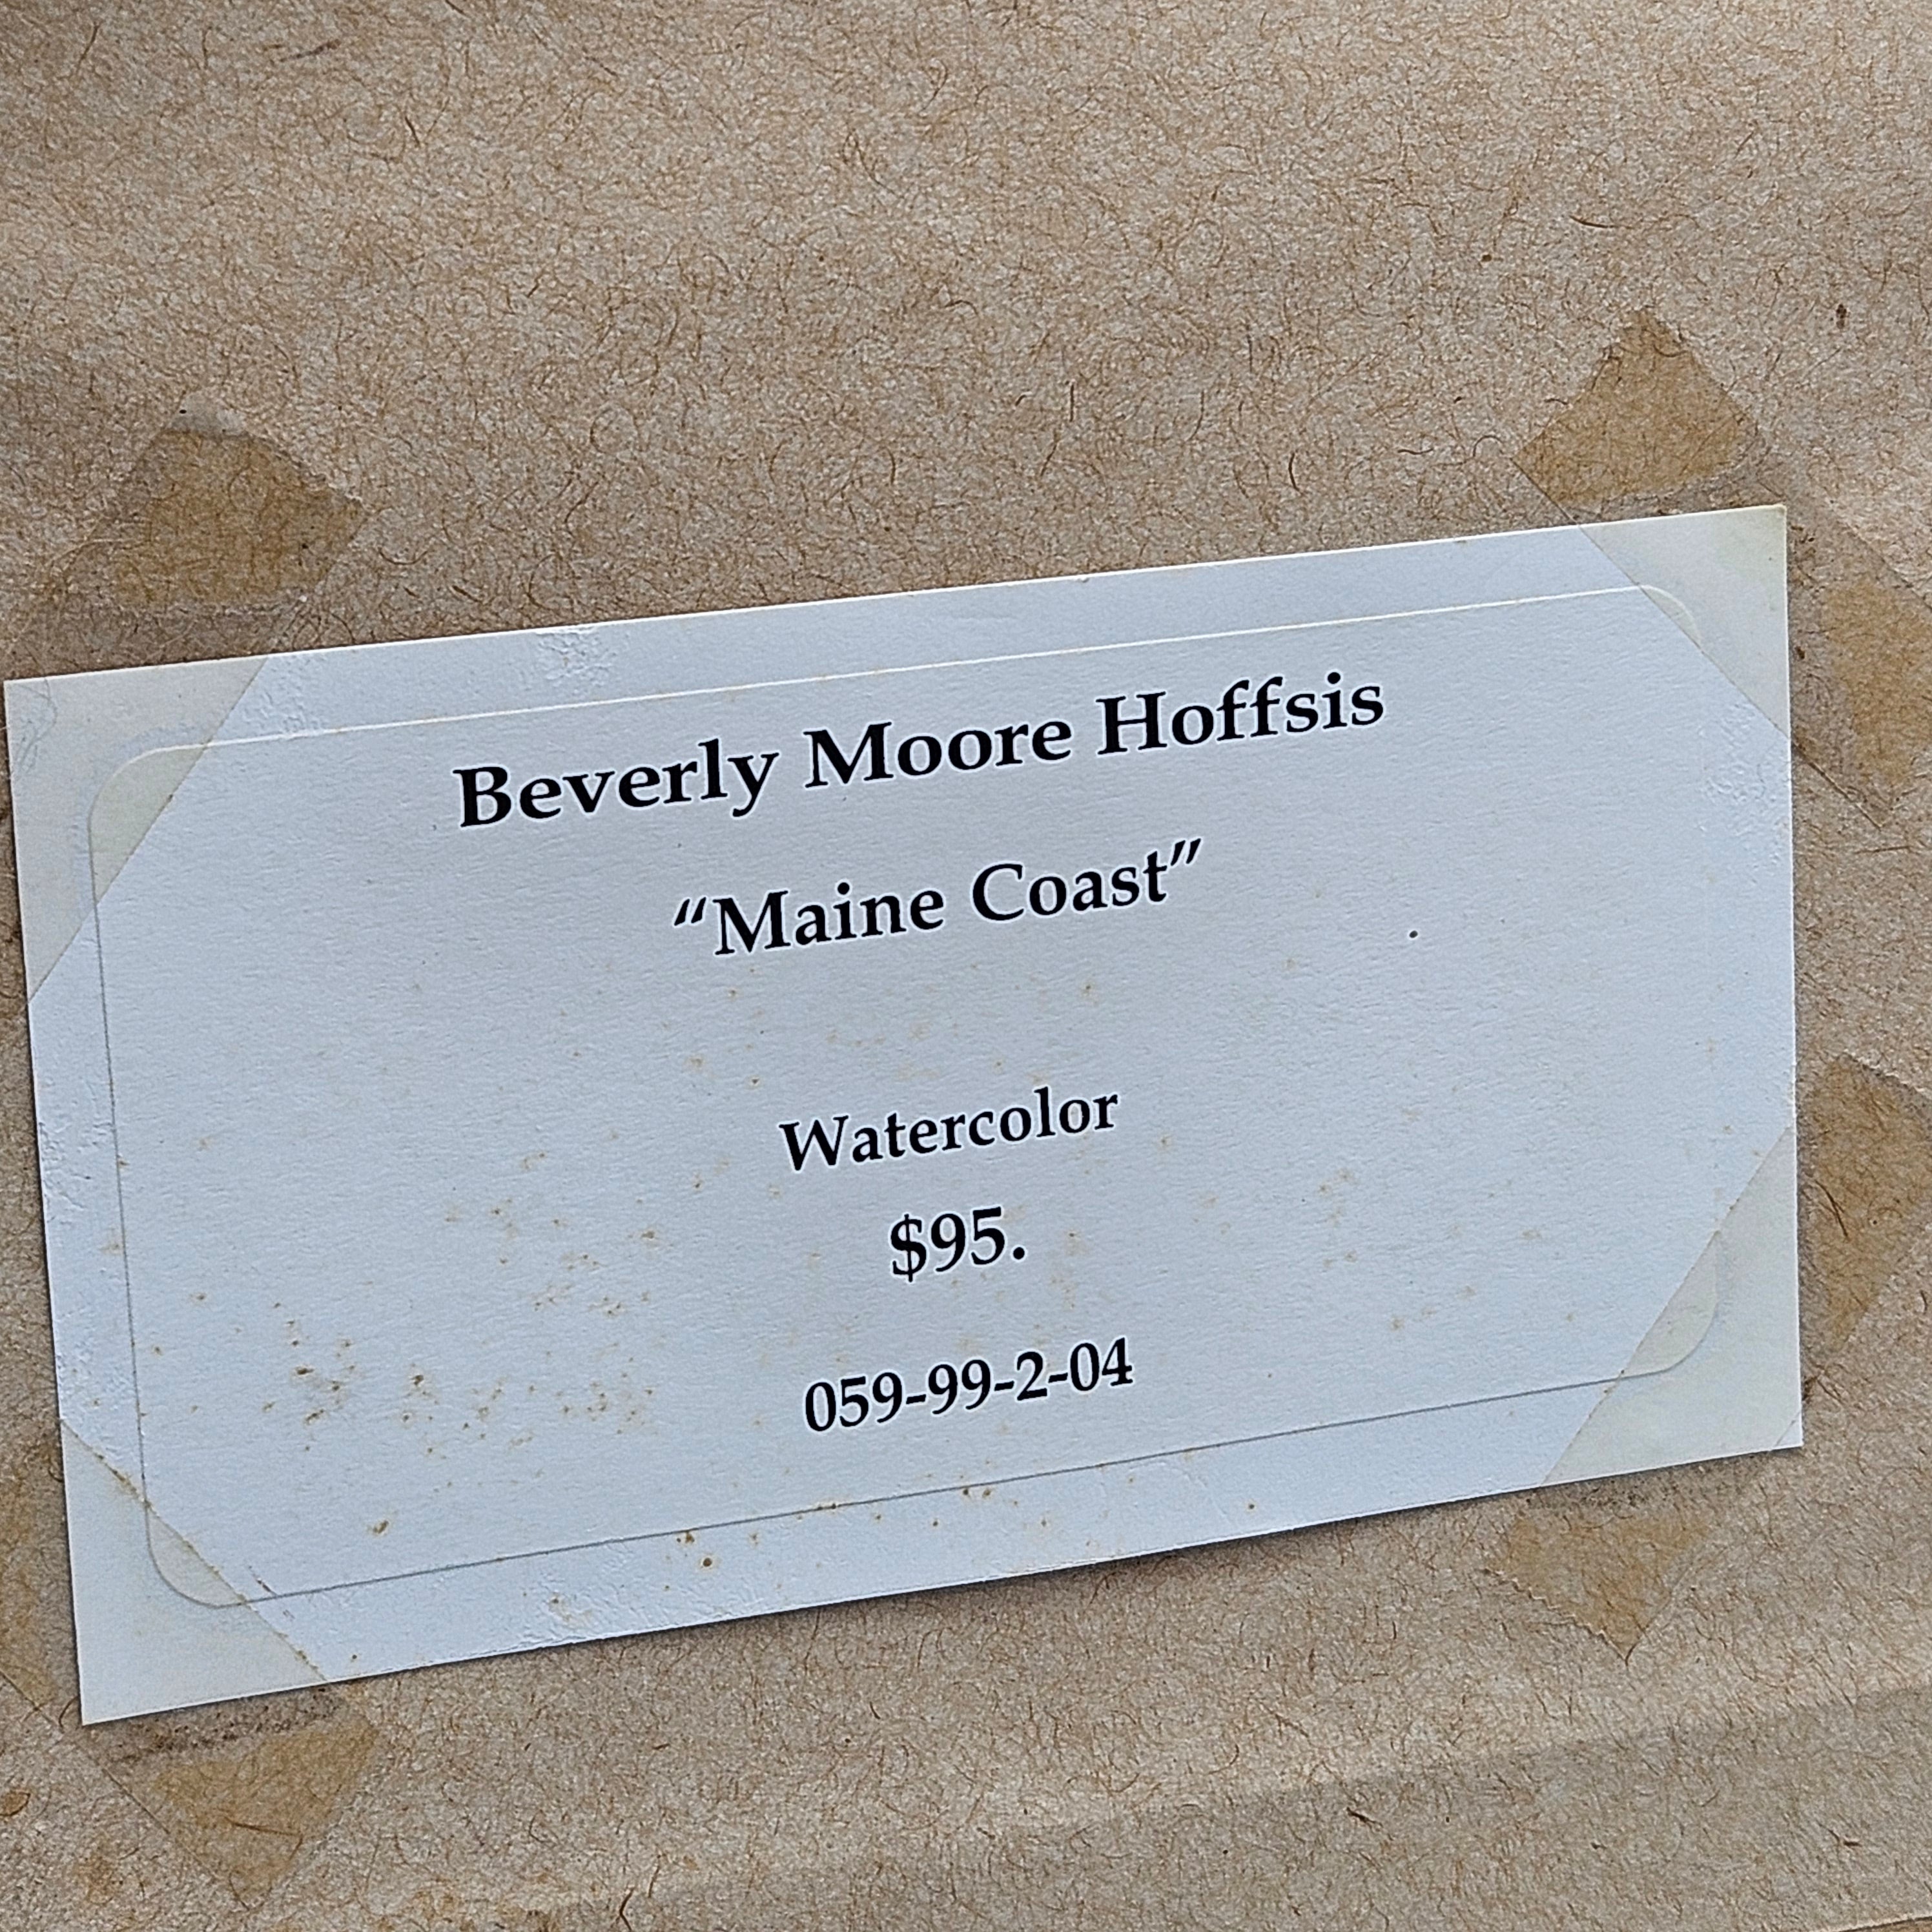 Beverly Moore Hoffsis
“Maine Coast”
Watercolor
$95.
059-99-2-04